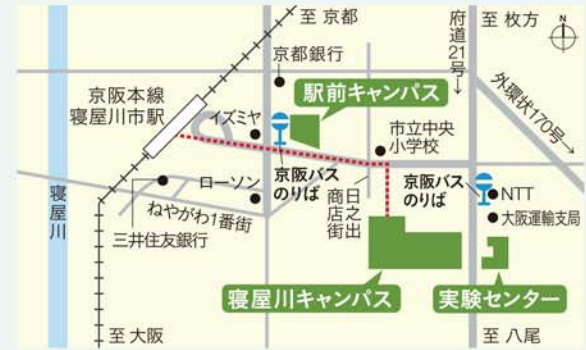 至 京都
府道21号→
至 枚方
N
京都銀行
外環状170号→
京阪本線
寝屋川市駅
駅前キャンパス
イズミヤ
市立中央
小学校
京阪バス
のりば
京阪バス
のりば
ローソン
日之出
商店街
NTT
大阪運輸支局
ねやがわ1番街
三井住友銀行
寝屋川
寝屋川キャンパス
実験センター
至 大阪
至 八尾